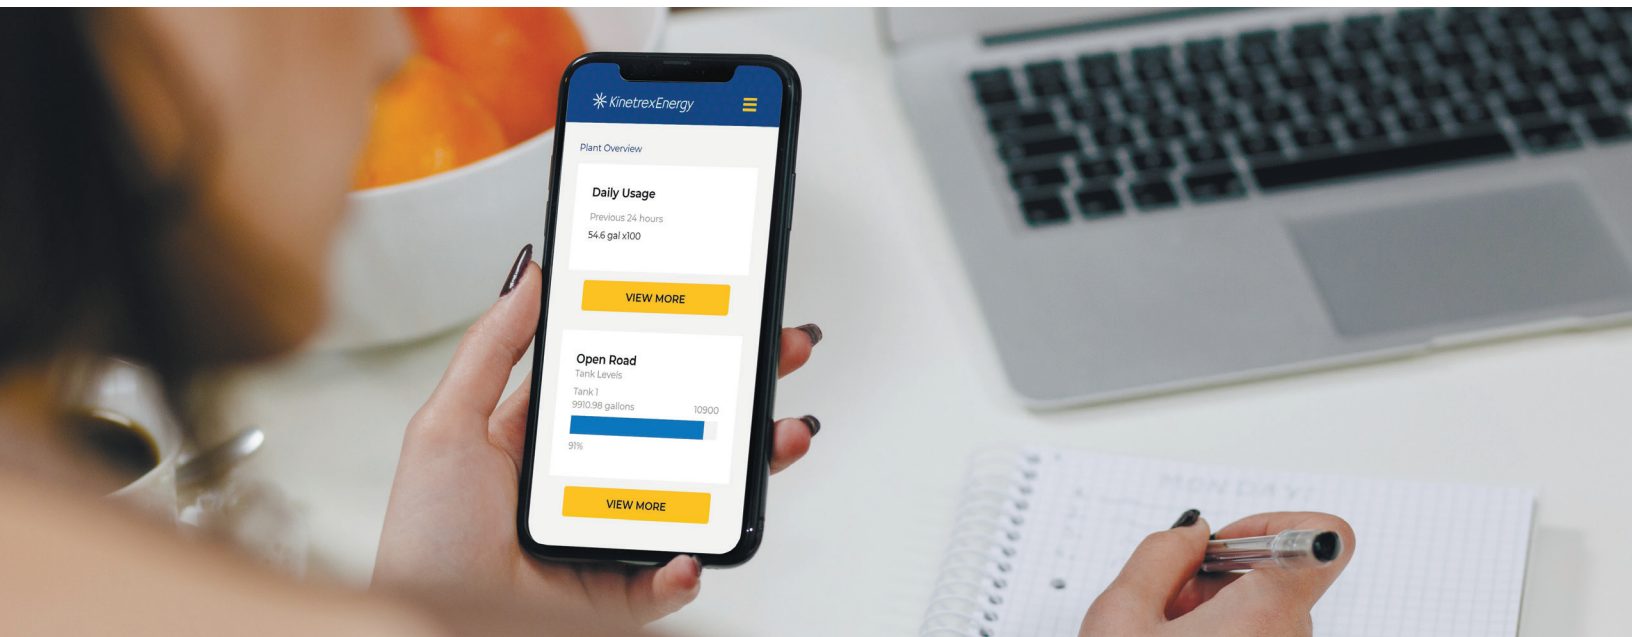 KinetrexEnergy
Plant Overview
Daily Usage
Previous 24 hours
54.6 gal x100
VIEW MORE
Open Road
Tank Levels
Tank 1
9910.98 gallons 10900
91%
VIEW MORE
MONDAY